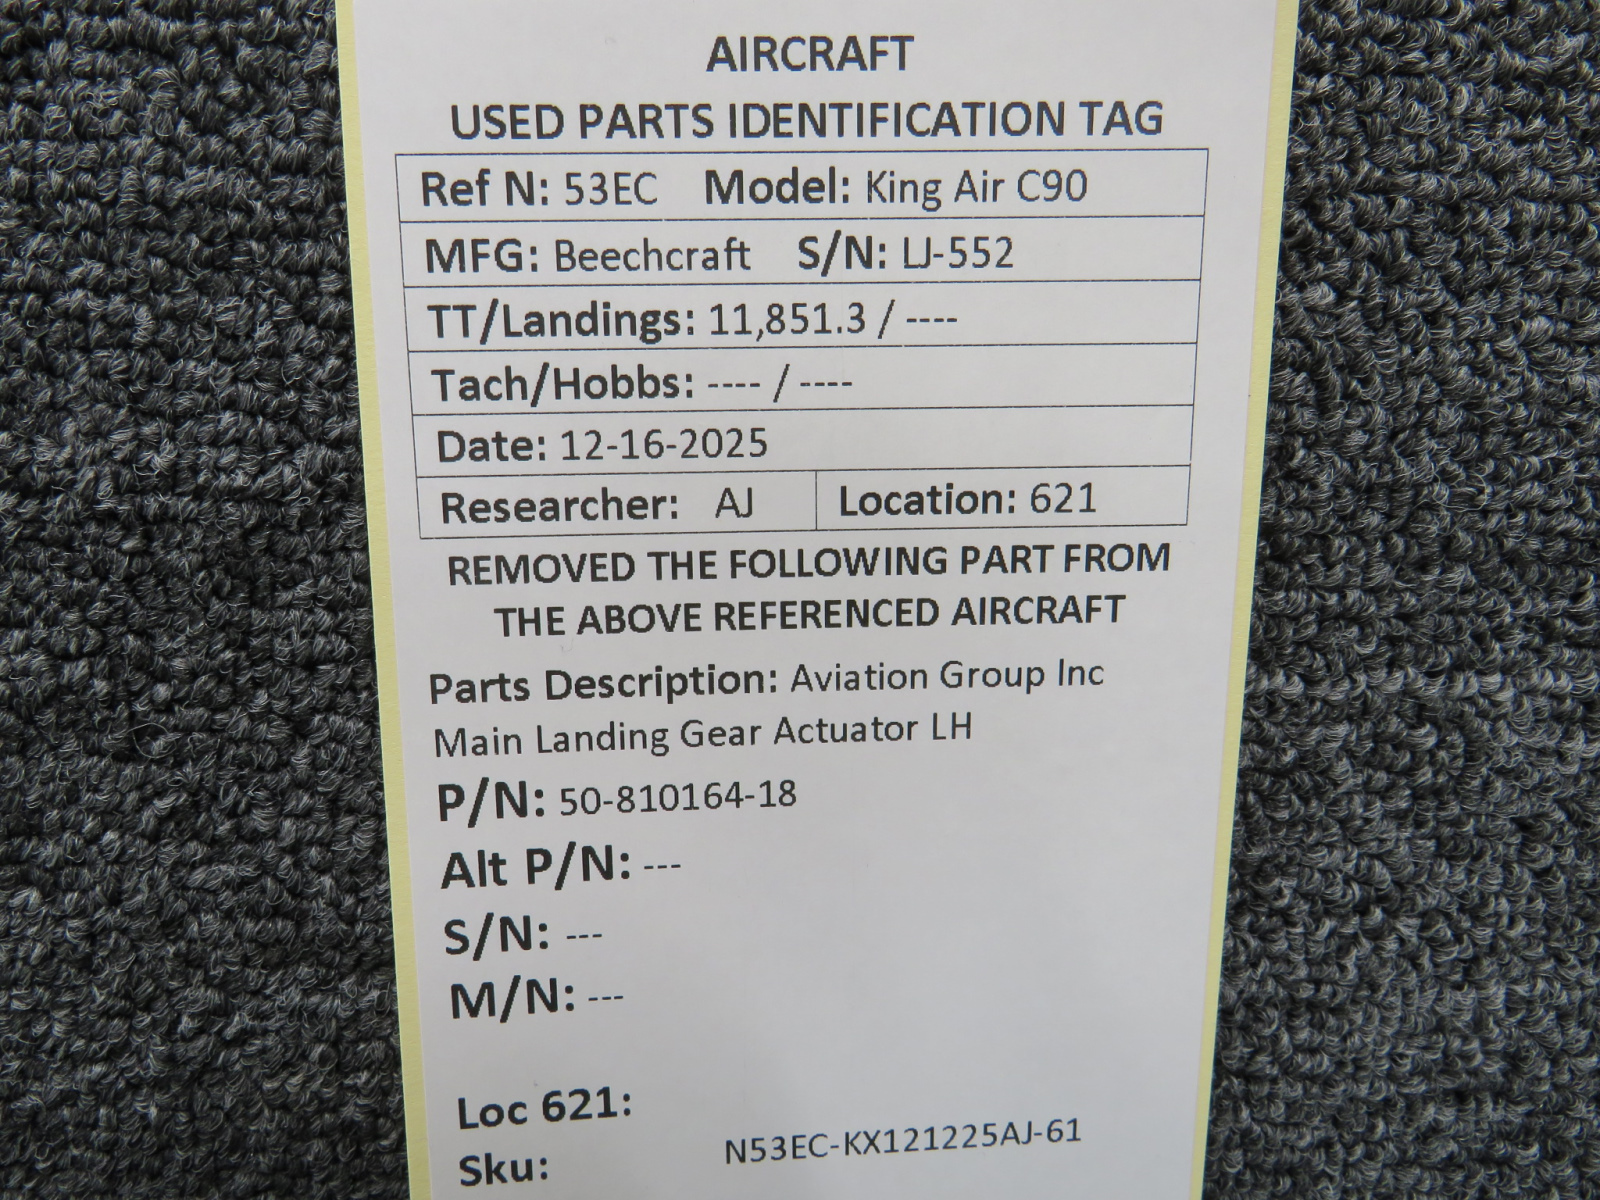 AIRCRAFT
USED PARTS IDENTIFICATION TAG
Ref N: 53EC Model: King Air C90
MFG: Beechcraft S/N: LJ-552
TT/Landings: 11,851.3 / ----
Tach/Hobbs: ---- / ----
Date: 12-16-2025
Researcher: AJ Location: 621
REMOVED THE FOLLOWING PART FROM
THE ABOVE REFERENCED AIRCRAFT
Parts Description: Aviation Group Inc
Main Landing Gear Actuator LH
P/N: 50-810164-18
Alt P/N: ---
S/N: ---
M/N: ---
Loc 621:
Sku: N53EC-KX121225AJ-61